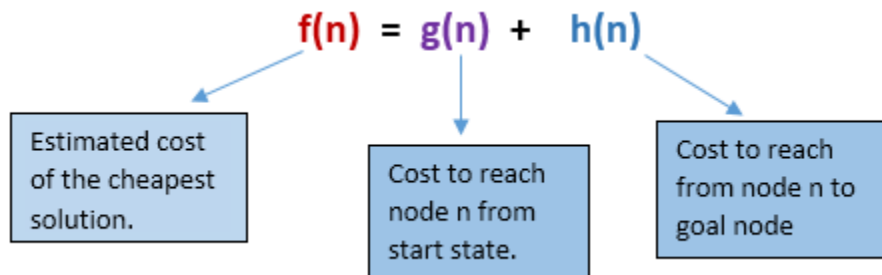 f(n) = g(n) + h(n)
Estimated cost
of the cheapest
solution.
Cost to reach
node n from
start state.
Cost to reach
from node n to
goal node